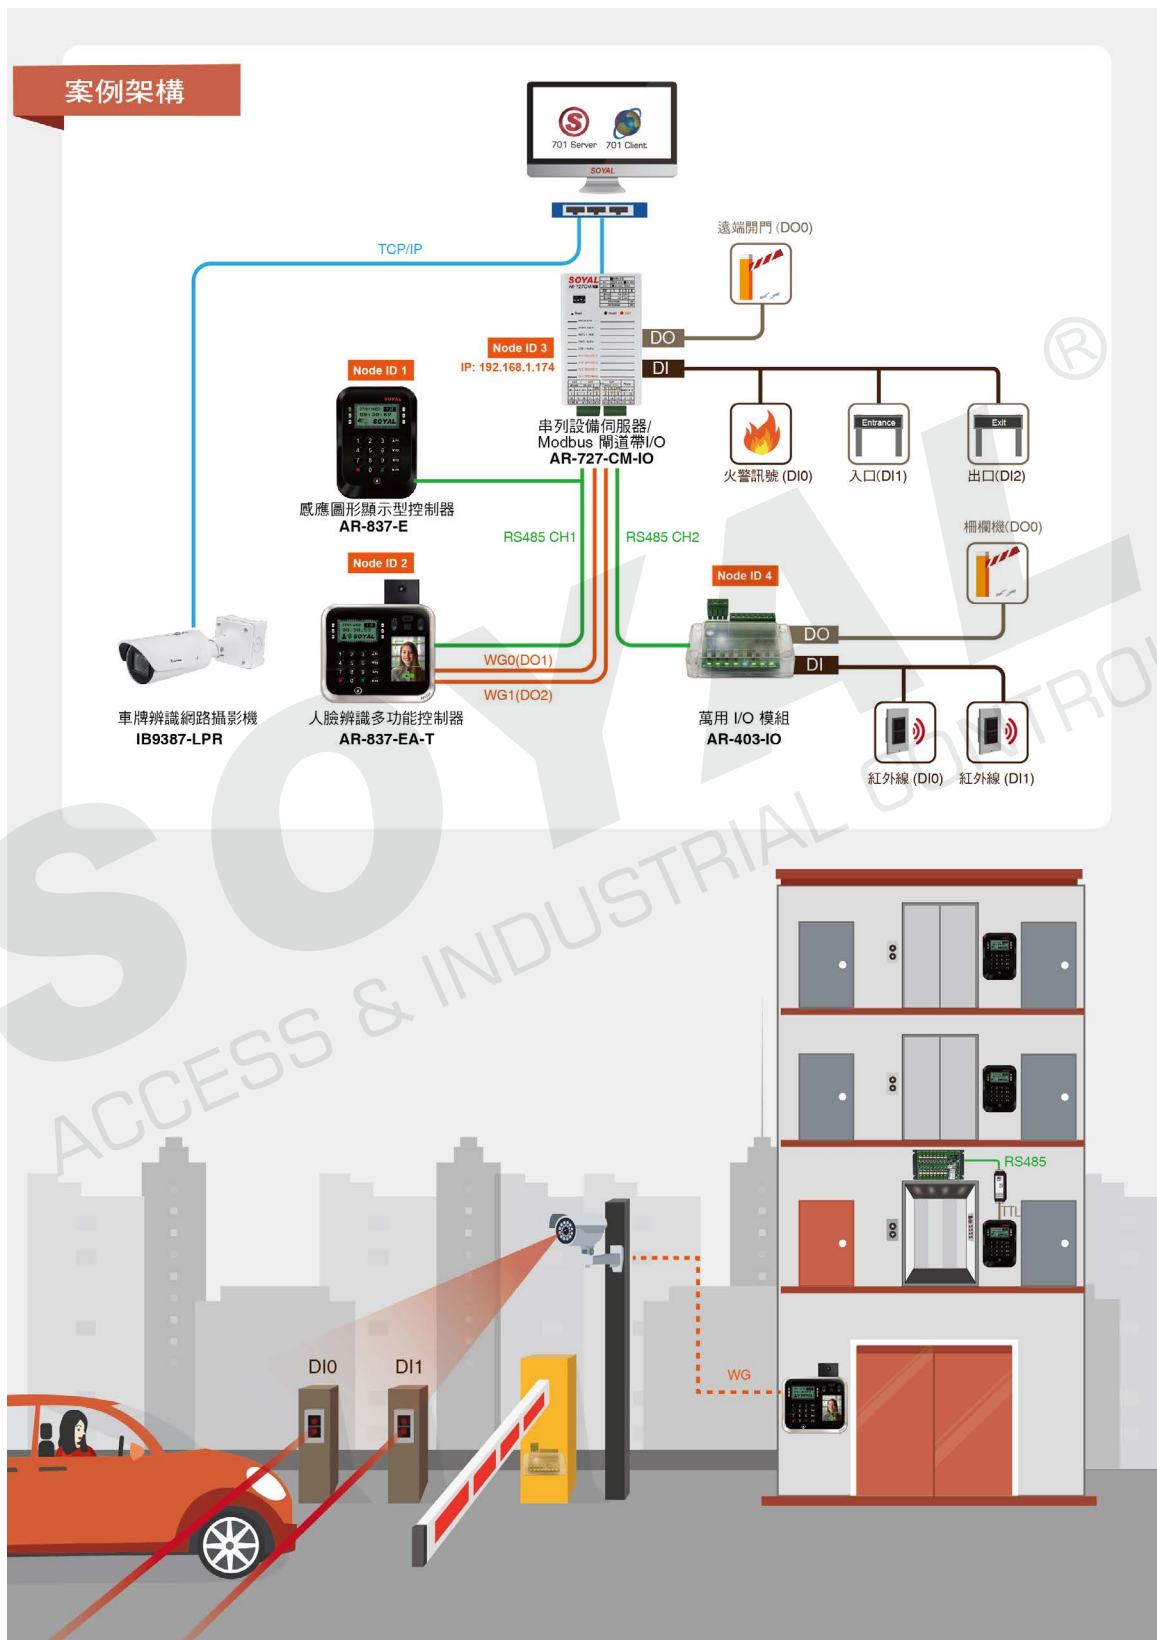 案例架構
701 Server 701 Client
SOYAL
TCP/IP
遠端開門 (DO0)
SOYAL
Node ID 3
IP: 192.168.1.174
DO
DI
Node ID 1
SOYAL
串列設備伺服器/
Modbus 閘道帶I/O
AR-727-CM-IO
Entrance
Exit
火警訊號 (DI0)
入口(DI1)
出口(DI2)
感應圖形顯示型控制器
AR-837-E
RS485 CH1
RS485 CH2
柵欄機(DO0)
Node ID 2
Node ID 4
DO
DI
WG0(DO1)
WG1(DO2)
車牌辨識網路攝影機
IB9387-LPR
人臉辨識多功能控制器
AR-837-EA-T
萬用 I/O 模組
AR-403-IO
紅外線 (DI0)
紅外線 (DI1)
SOYAL ®
ACCESS & INDUSTRIAL CONTROL
RS485
TTL
DI0
DI1
WG